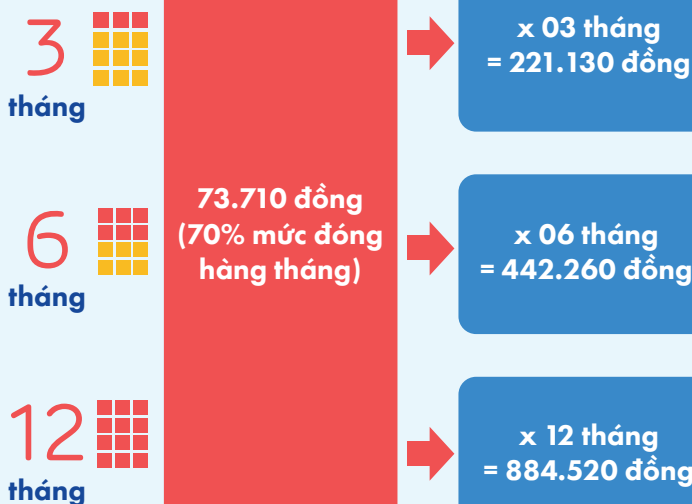 3
tháng
x 03 tháng
= 221.130 đồng
73.710 đồng
(70% mức đóng
hàng tháng)
6
tháng
x 06 tháng
= 442.260 đồng
12
tháng
x 12 tháng
= 884.520 đồng